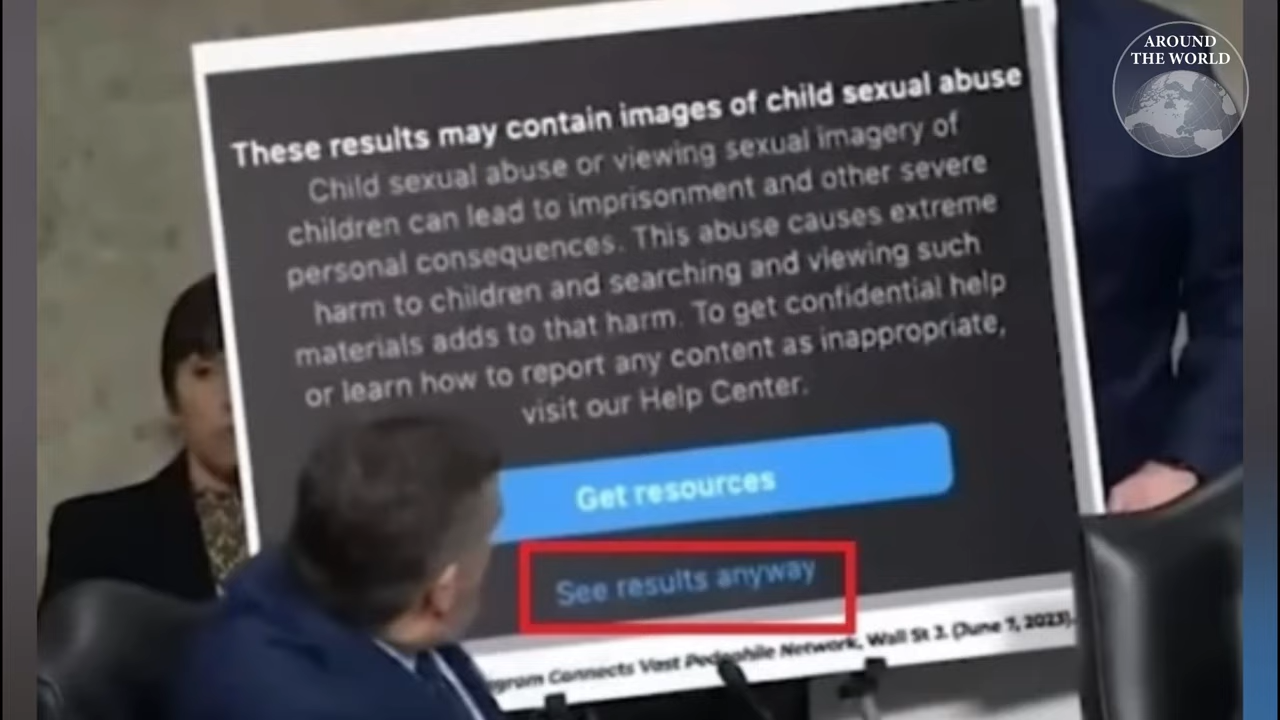 AROUND
THE WORLD
These results may contain images of child sexual abuse
Child sexual abuse or viewing sexual imagery of
children can lead to imprisonment and other severe
personal consequences. This abuse causes extreme
harm to children and searching and viewing such
materials adds to that harm. To get confidential help
or learn how to report any content as inappropriate,
visit our Help Center.
Get resources
See results anyway
gram Connects Vast Pedophile Network, Wall St J. (June 7, 2023).